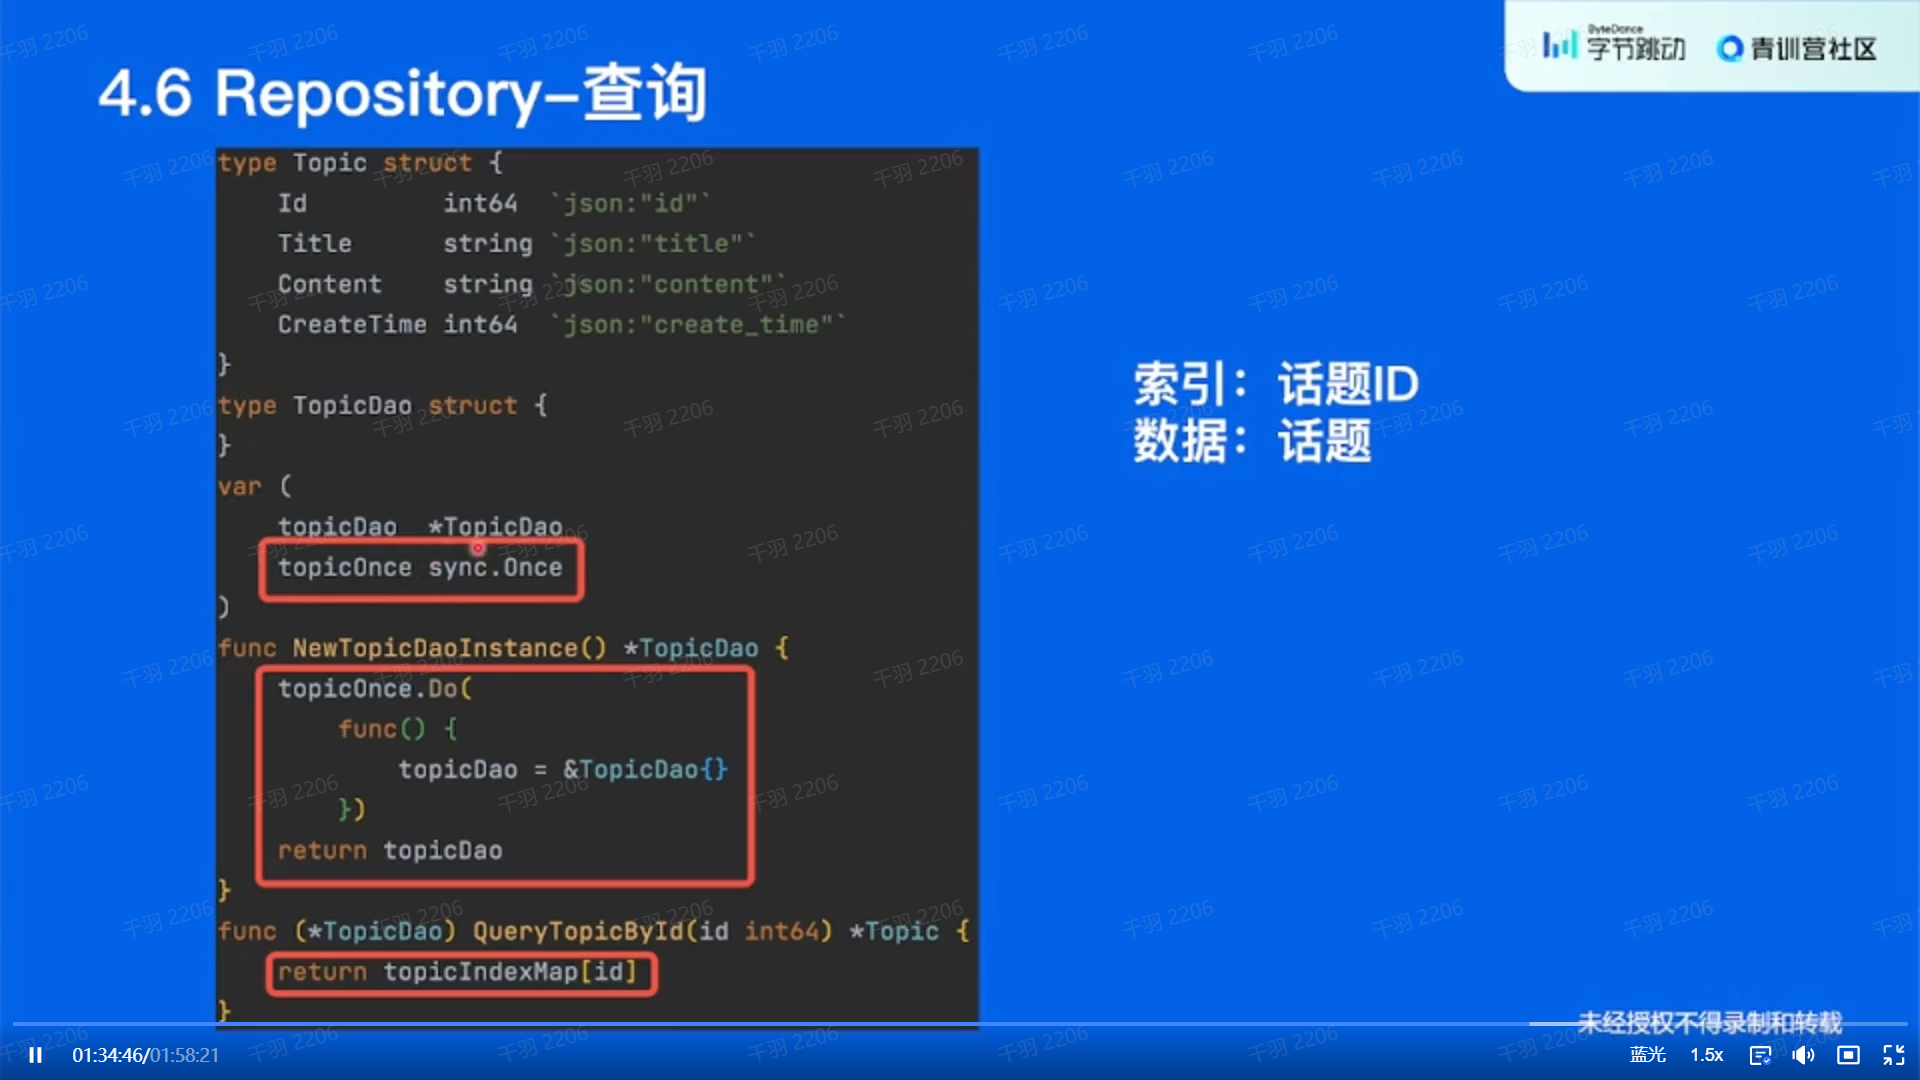 ByteDance
字节跳动
青训营社区
4.6 Repository-查询
type Topic struct {
Id int64 `json:"id"`
Title string `json:"title"`
Content string `json:"content"`
CreateTime int64 `json:"create_time"`
}
type TopicDao struct {
}
var (
topicDao *TopicDao
topicOnce sync.Once
)
func NewTopicDaoInstance() *TopicDao {
topicOnce.Do(
func() {
topicDao = &TopicDao{}
})
return topicDao
}
func (*TopicDao) QueryTopicById(id int64) *Topic {
return topicIndexMap[id]
}
索引：话题ID
数据：话题
千羽 2206
未经授权不得录制和转载
01:34:46/01:58:21
蓝光
1.5x